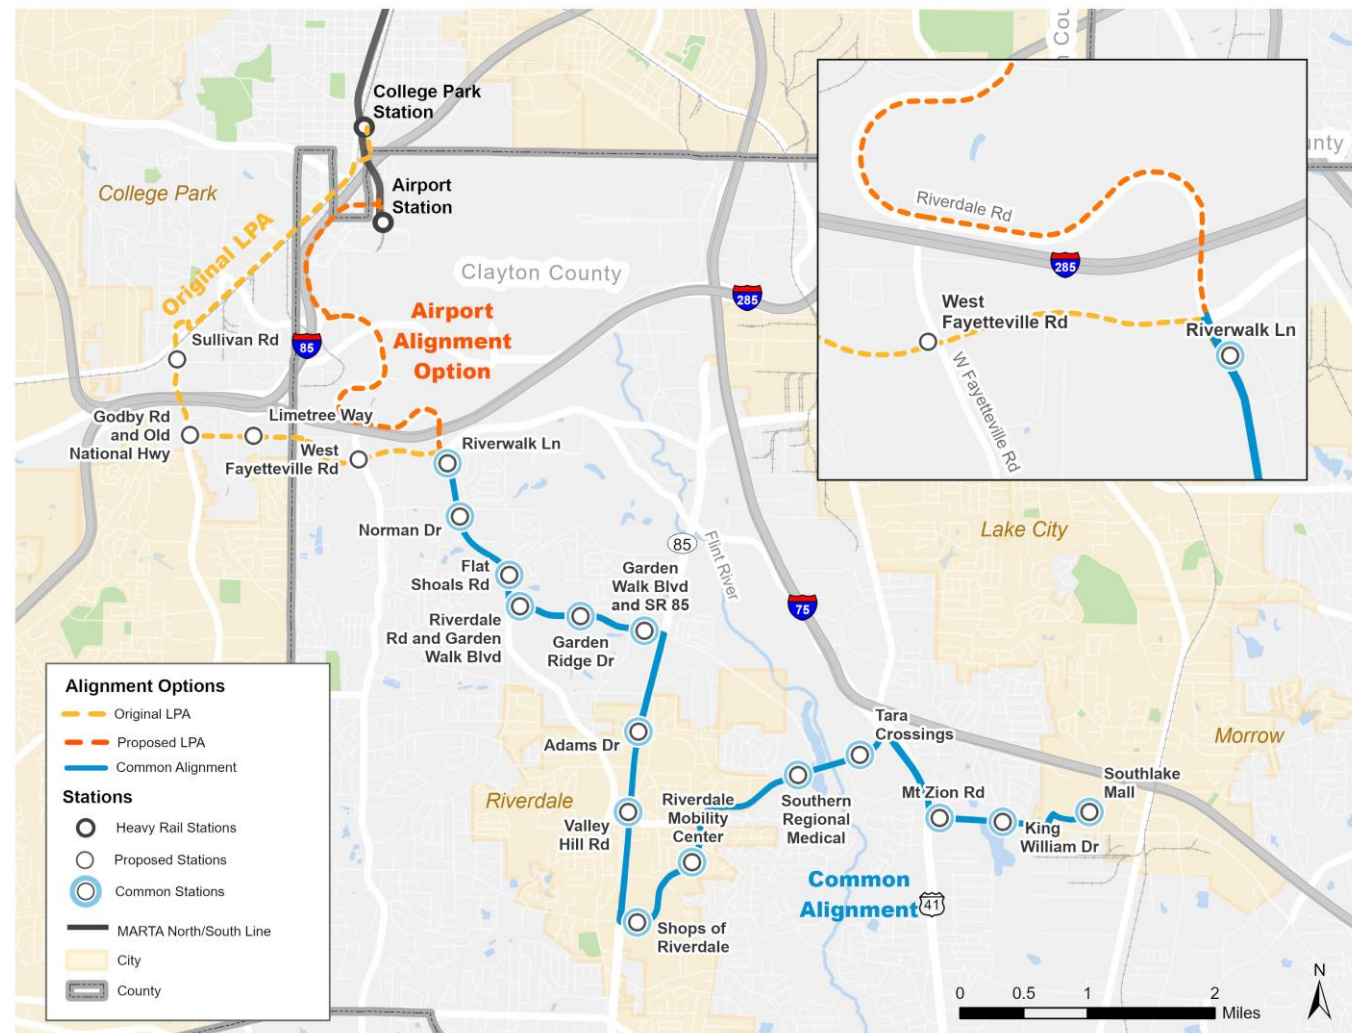 College Park
Station
Airport
Station
College Park
Original LPA
Clayton County
Airport
Alignment
Option
285
85
Sullivan Rd
Godby Rd
and Old
National Hwy
Limetree Way
West
Fayetteville Rd
Riverwalk Ln
Norman Dr
Flat
Shoals Rd
Riverdale
Rd and Garden
Walk Blvd
Garden
Ridge Dr
Garden
Walk Blvd
and SR 85
85
Flint River
75
Lake City
Adams Dr
Riverdale
Valley
Hill Rd
Riverdale
Mobility
Center
Shops of
Riverdale
Southern
Regional
Medical
Tara
Crossings
Mt Zion Rd
King
William Dr
Southlake
Mall
Morrow
Common
Alignment
41
Riverdale Rd
285
West
Fayetteville Rd
W Fayetteville Rd
Riverwalk Ln
Alignment Options
Original LPA
Proposed LPA
Common Alignment
Stations
Heavy Rail Stations
Proposed Stations
Common Stations
MARTA North/South Line
City
County
N
0 0.5 1 2
Miles